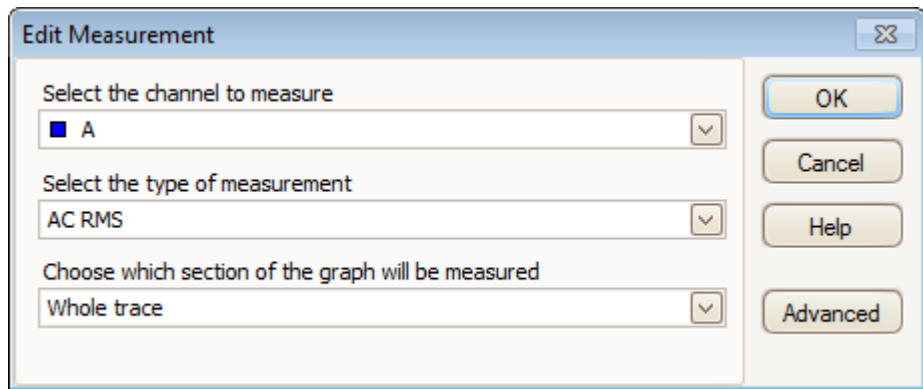 Edit Measurement
Select the channel to measure
A
Select the type of measurement
AC RMS
Choose which section of the graph will be measured
Whole trace
OK
Cancel
Help
Advanced